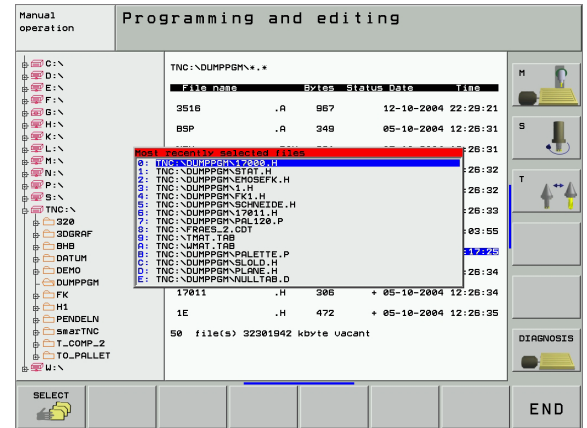 Manual
operation
Programming and editing
C:\
D:\
E:\
F:\
G:\
H:\
K:\
L:\
M:\
N:\
P:\
S:\
TNC:\
320
3DGRAF
BHB
DATUM
DEMO
DUMPPGM
FK
H1
PENDELN
smarTNC
T_COMP_2
TO_PALLET
W:\
TNC:\DUMPPGM\*.*
File name Bytes Status Date Time
3516 .A 967 12-10-2004 22:29:21
BSP .A 349 05-10-2004 12:26:31
:26:31
Most recently selected files
0: TNC:\DUMPPGM\17000.H
1: TNC:\DUMPPGM\STAT.H
2: TNC:\DUMPPGM\EMOSEFK.H
3: TNC:\DUMPPGM\1.H
4: TNC:\DUMPPGM\FK1.H
5: TNC:\DUMPPGM\SCHNEIDE.H
6: TNC:\DUMPPGM\17011.H
7: TNC:\DUMPPGM\PAL120.P
8: TNC:\FRAES_2.CDT
9: TNC:\TMAT.TAB
A: TNC:\WMAT.TAB
B: TNC:\DUMPPGM\PALETTE.P
C: TNC:\DUMPPGM\SLOLD.H
D: TNC:\DUMPPGM\PLANE.H
E: TNC:\DUMPPGM\NULLTAB.D
:26:32
:26:32
:26:33
:03:55
:17:25
:26:34
17011 .H 306 + 05-10-2004 12:26:34
1E .H 472 + 05-10-2004 12:26:35
50 file(s) 32301942 kbyte vacant
M
S
T
DIAGNOSIS
SELECT
END